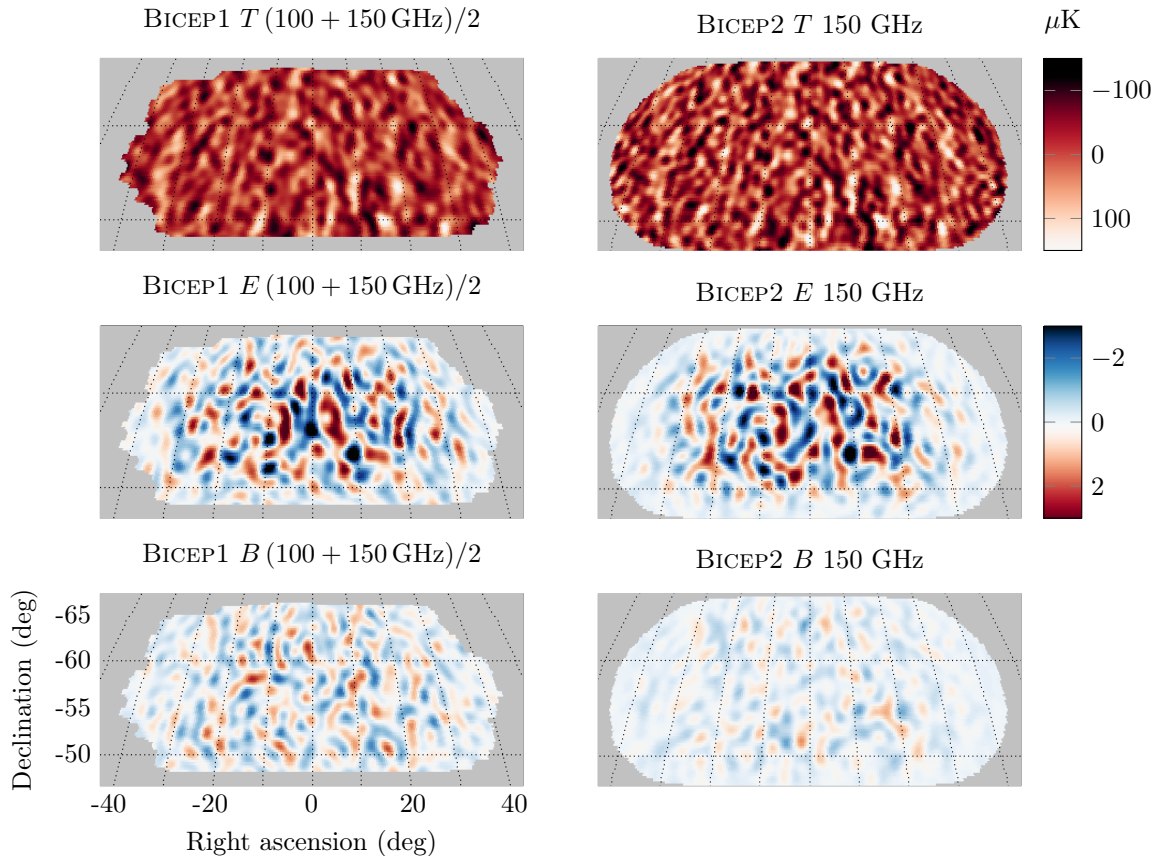 BICEP1 T (100 + 150 GHz)/2
BICEP2 T 150 GHz
μK
−100
0
100
BICEP1 E (100 + 150 GHz)/2
BICEP2 E 150 GHz
−2
0
2
BICEP1 B (100 + 150 GHz)/2
BICEP2 B 150 GHz
Declination (deg)
-65
-60
-55
-50
-40 -20 0 20 40
Right ascension (deg)